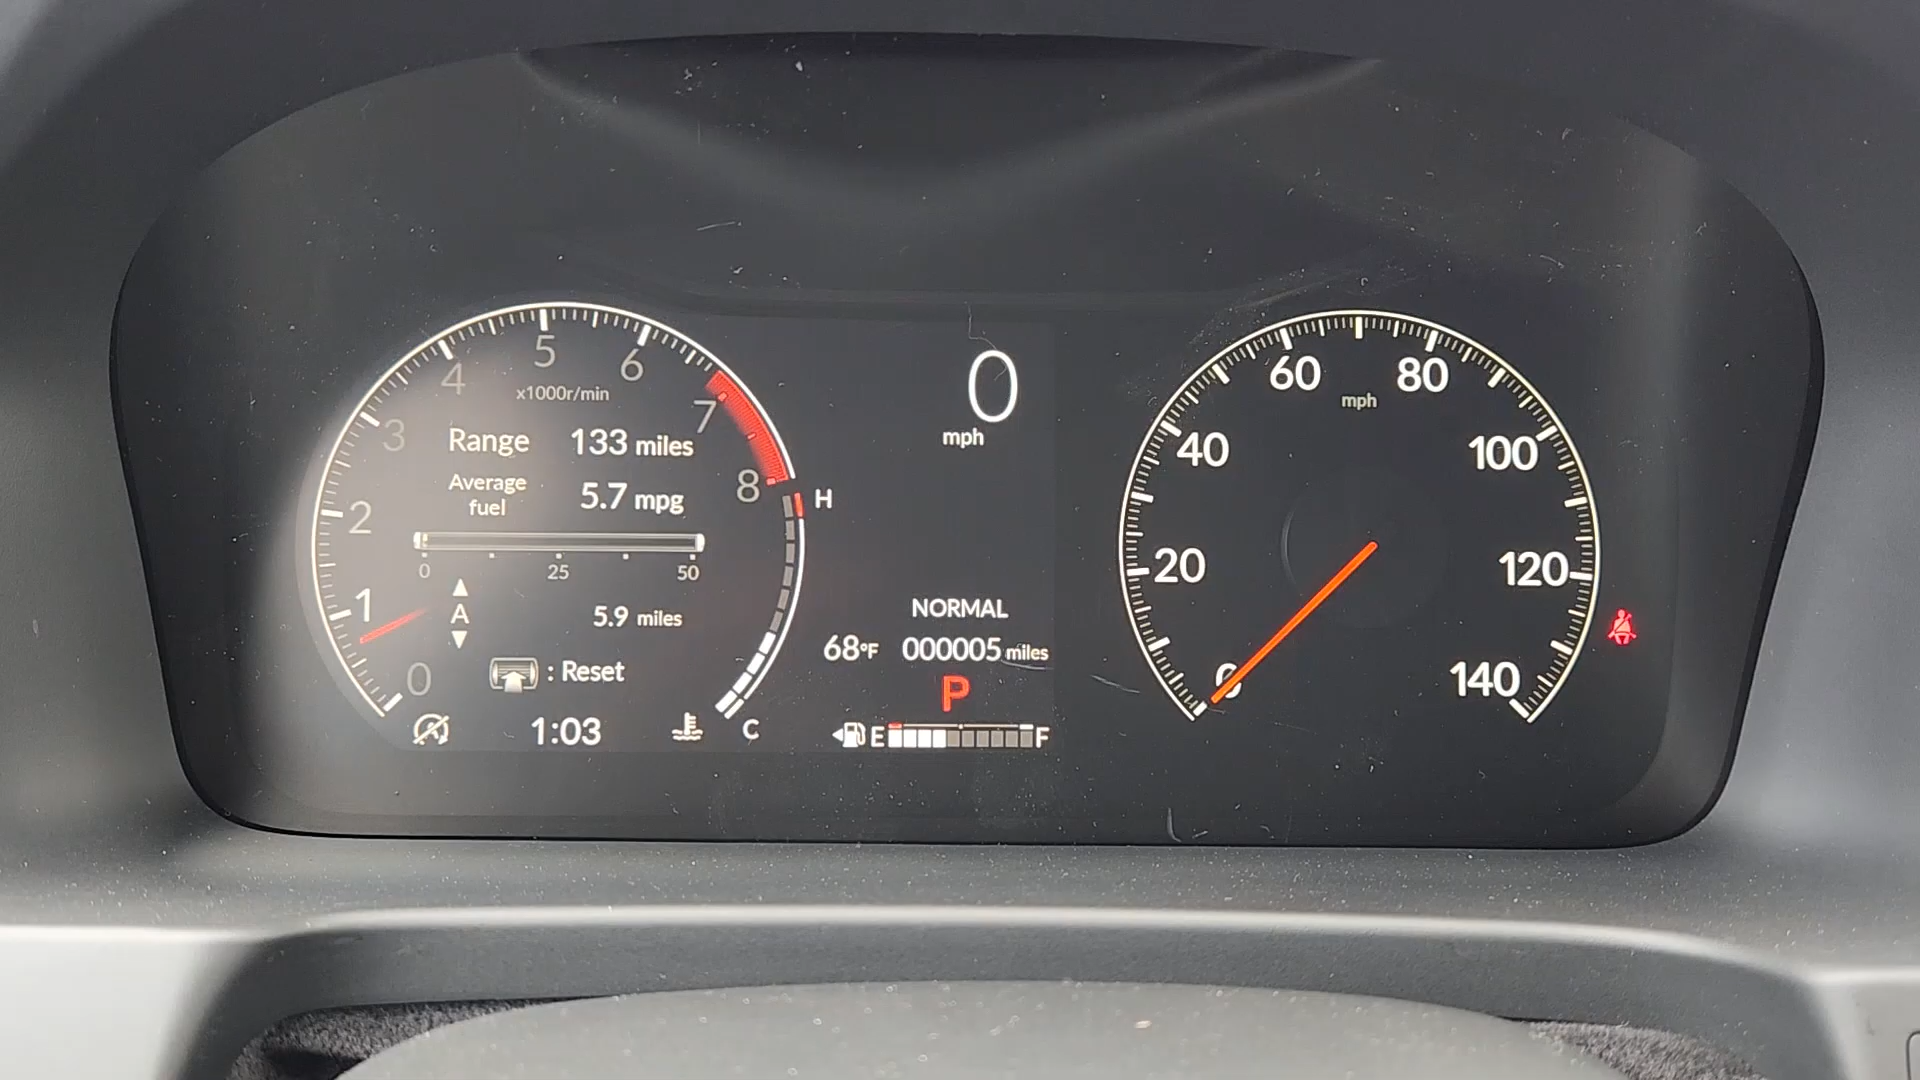 0
1
2
3
4
5
6
7
8
x1000r/min
Range 133 miles
Average fuel 5.7 mpg
0 25 50
A 5.9 miles
: Reset
1:03
H
C
0
mph
NORMAL
68°F 000005 miles
P
E F
0
20
40
60
80
100
120
140
mph